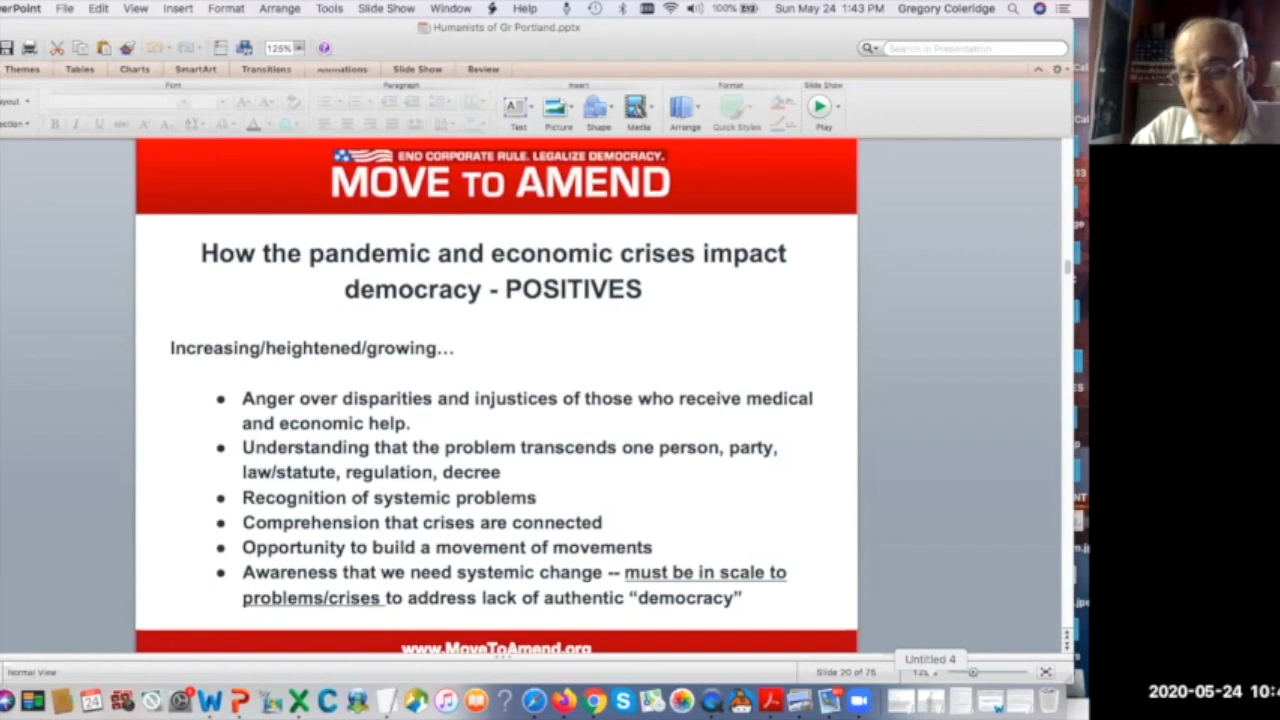 PowerPoint File Edit View Insert Format Arrange Tools Slide Show Window Help 100% Sun May 24 1:43 PM Gregory Coleridge
Humanists of Gr Portland.pptx
125% Search in Presentation
Themes Tables Charts SmartArt Transitions Animations Slide Show Review
Font Paragraph Insert Format Slide Show
Text Picture Shape Media Arrange Quick Styles Play
END CORPORATE RULE. LEGALIZE DEMOCRACY.
MOVE TO AMEND
How the pandemic and economic crises impact
democracy - POSITIVES
Increasing/heightened/growing…
• Anger over disparities and injustices of those who receive medical
and economic help.
• Understanding that the problem transcends one person, party,
law/statute, regulation, decree
• Recognition of systemic problems
• Comprehension that crises are connected
• Opportunity to build a movement of movements
• Awareness that we need systemic change -- must be in scale to
problems/crises to address lack of authentic “democracy”
www.MoveToAmend.org
Untitled 4
Normal View Slide 20 of 75
2020-05-24 10:4